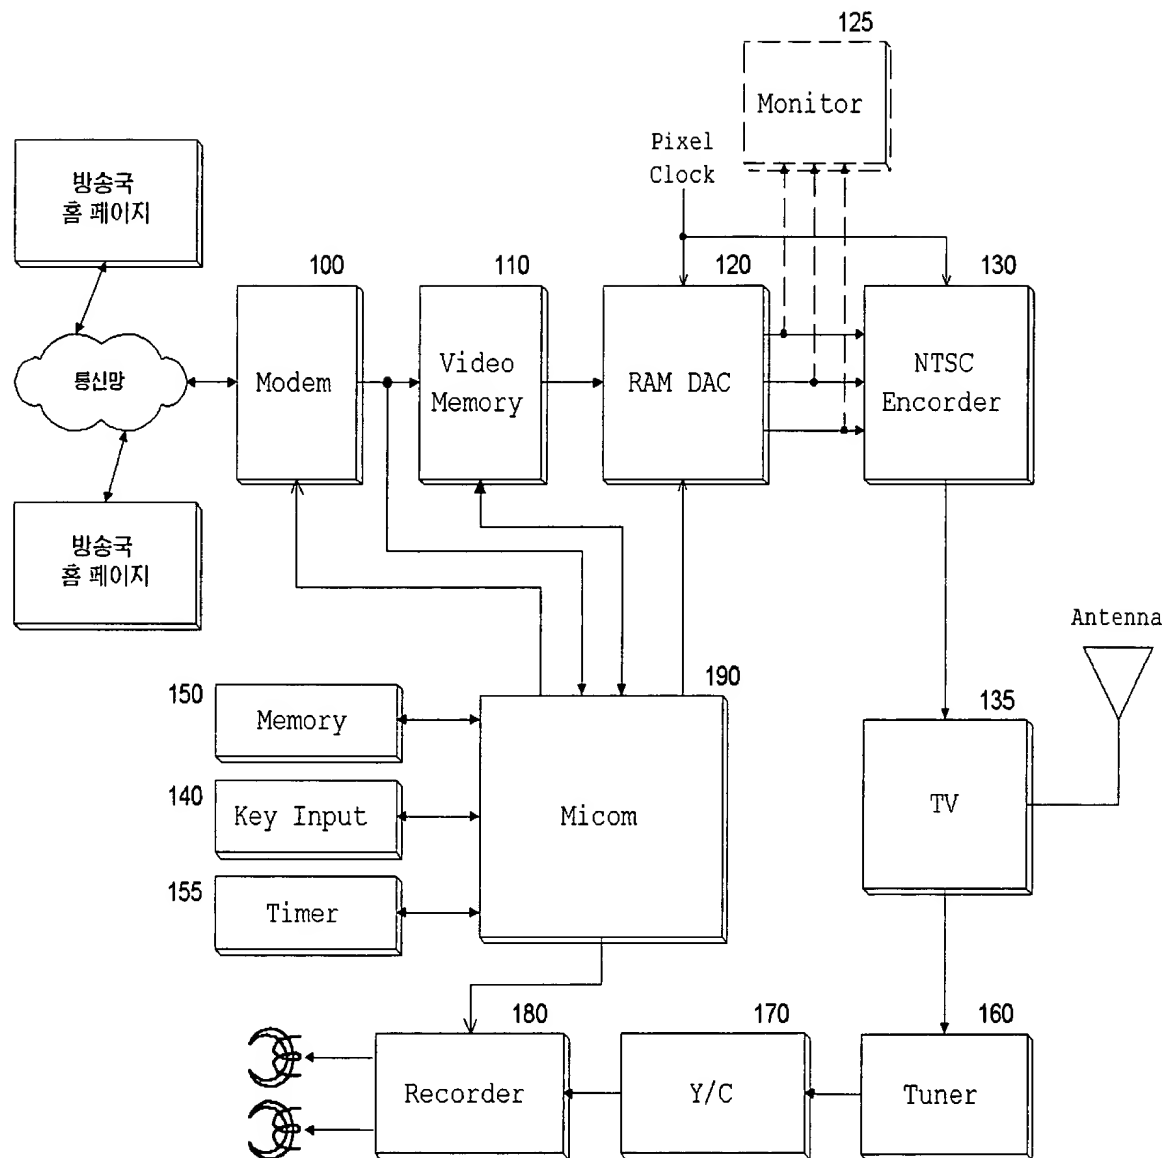 125
Monitor
Pixel
Clock
방송국
홈 페이지
100
110
120
130
통신망
Modem
Video
Memory
RAM DAC
NTSC
Encorder
방송국
홈 페이지
Antenna
190
150
Memory
135
140
Key Input
Micom
TV
155
Timer
180
170
160
Recorder
Y/C
Tuner